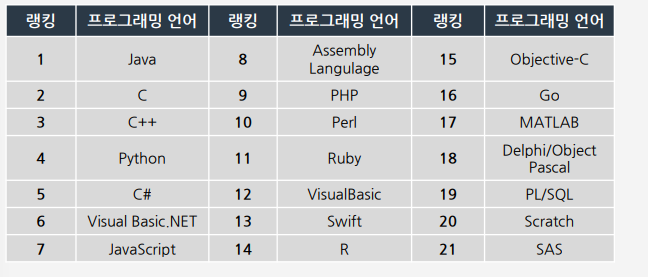 랭킹 프로그래밍 언어 랭킹 프로그래밍 언어 랭킹 프로그래밍 언어
1 Java 8 Assembly Langulage 15 Objective-C
2 C 9 PHP 16 Go
3 C++ 10 Perl 17 MATLAB
4 Python 11 Ruby 18 Delphi/Object Pascal
5 C# 12 VisualBasic 19 PL/SQL
6 Visual Basic.NET 13 Swift 20 Scratch
7 JavaScript 14 R 21 SAS